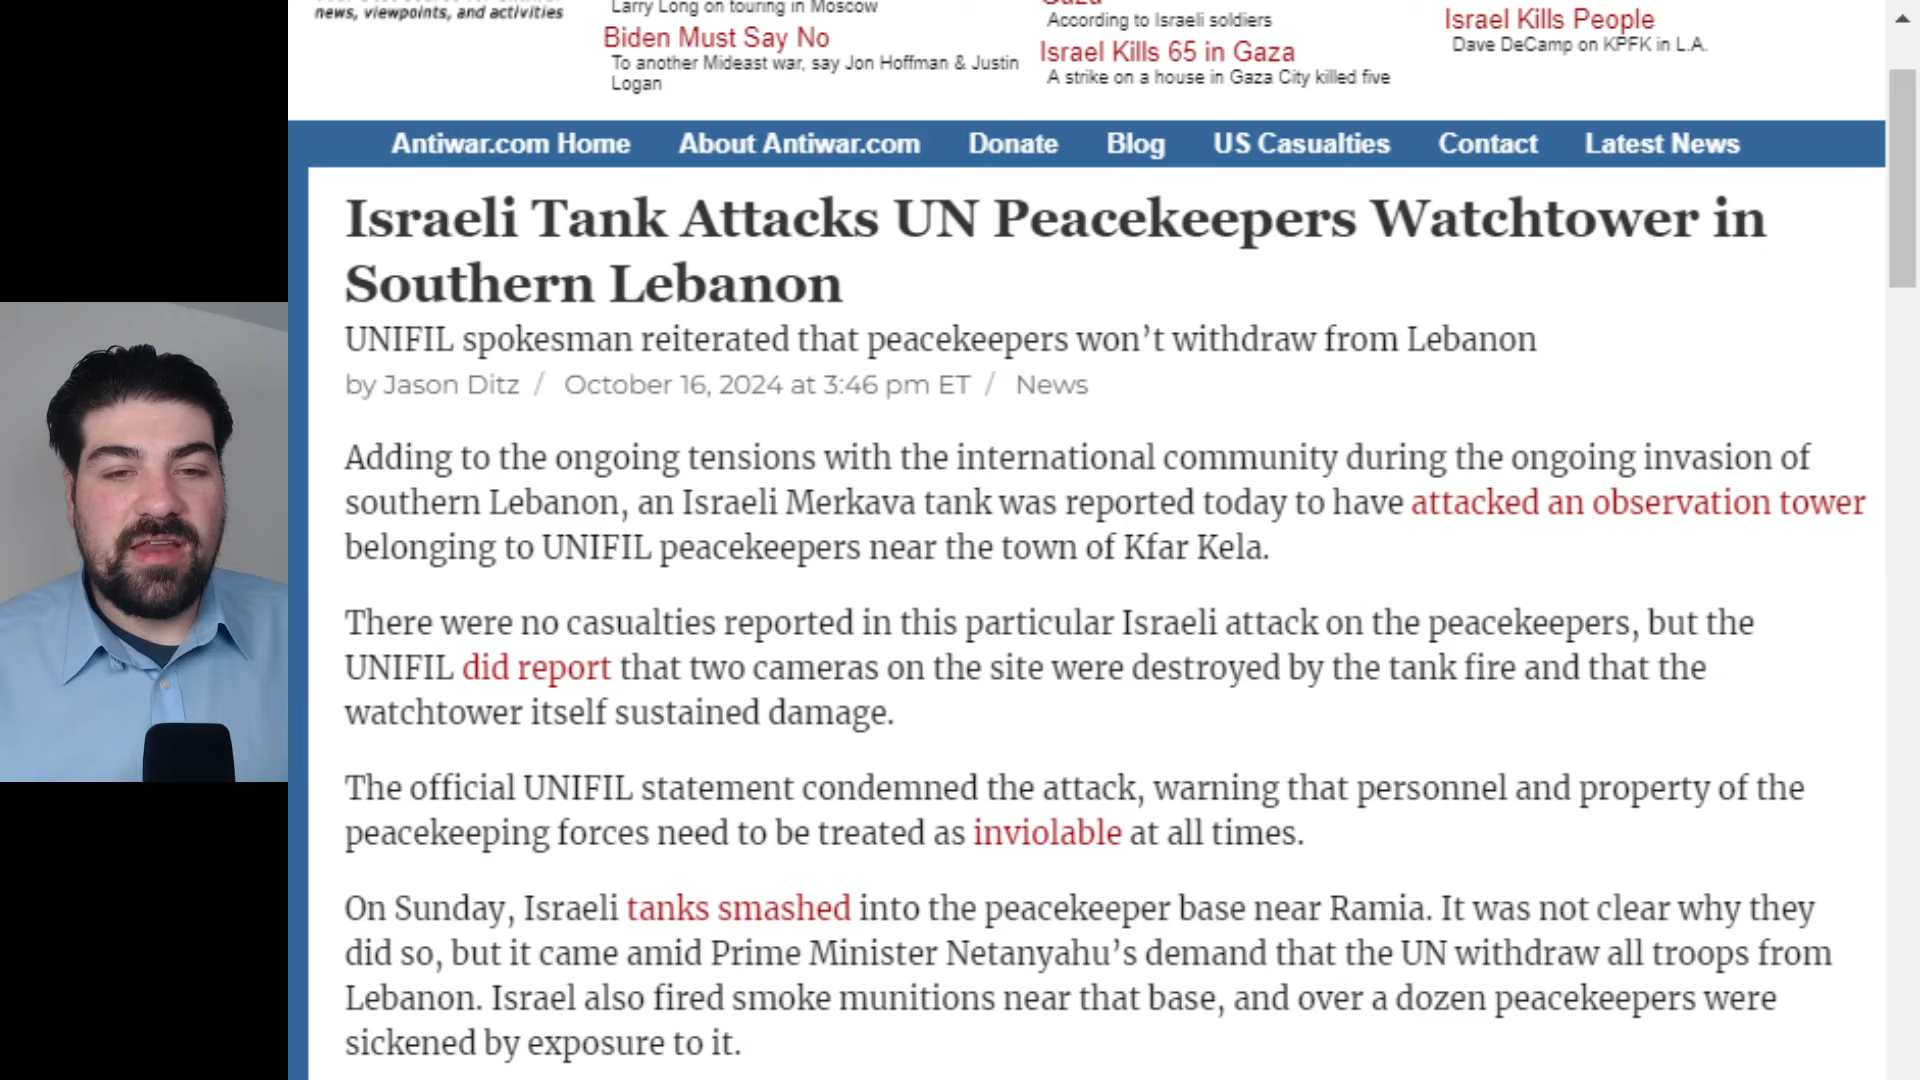 news, viewpoints, and activities
Larry Long on touring in Moscow
Biden Must Say No
To another Mideast war, say Jon Hoffman & Justin
Logan
According to Israeli soldiers
Israel Kills 65 in Gaza
A strike on a house in Gaza City killed five
Israel Kills People
Dave DeCamp on KPFK in L.A.
Antiwar.com Home About Antiwar.com Donate Blog US Casualties Contact Latest News
Israeli Tank Attacks UN Peacekeepers Watchtower in
Southern Lebanon
UNIFIL spokesman reiterated that peacekeepers won’t withdraw from Lebanon
by Jason Ditz / October 16, 2024 at 3:46 pm ET / News
Adding to the ongoing tensions with the international community during the ongoing invasion of
southern Lebanon, an Israeli Merkava tank was reported today to have attacked an observation tower
belonging to UNIFIL peacekeepers near the town of Kfar Kela.
There were no casualties reported in this particular Israeli attack on the peacekeepers, but the
UNIFIL did report that two cameras on the site were destroyed by the tank fire and that the
watchtower itself sustained damage.
The official UNIFIL statement condemned the attack, warning that personnel and property of the
peacekeeping forces need to be treated as inviolable at all times.
On Sunday, Israeli tanks smashed into the peacekeeper base near Ramia. It was not clear why they
did so, but it came amid Prime Minister Netanyahu’s demand that the UN withdraw all troops from
Lebanon. Israel also fired smoke munitions near that base, and over a dozen peacekeepers were
sickened by exposure to it.